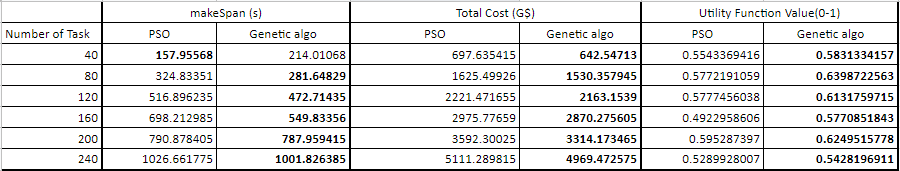 makeSpan (s) Total Cost (G$) Utility Function Value(0-1)
Number of Task PSO Genetic algo PSO Genetic algo PSO Genetic algo
40 157.95568 214.01068 697.635415 642.54713 0.5543369416 0.5831334157
80 324.83351 281.64829 1625.49926 1530.357945 0.5772191059 0.6398722563
120 516.896235 472.71435 2221.471655 2163.1539 0.5777456038 0.6131759715
160 698.212985 549.83356 2975.77659 2870.275605 0.4922958606 0.5770851843
200 790.878405 787.959415 3592.30025 3314.173465 0.595287397 0.6249515778
240 1026.661775 1001.826385 5111.289815 4969.472575 0.5289928007 0.5428196911